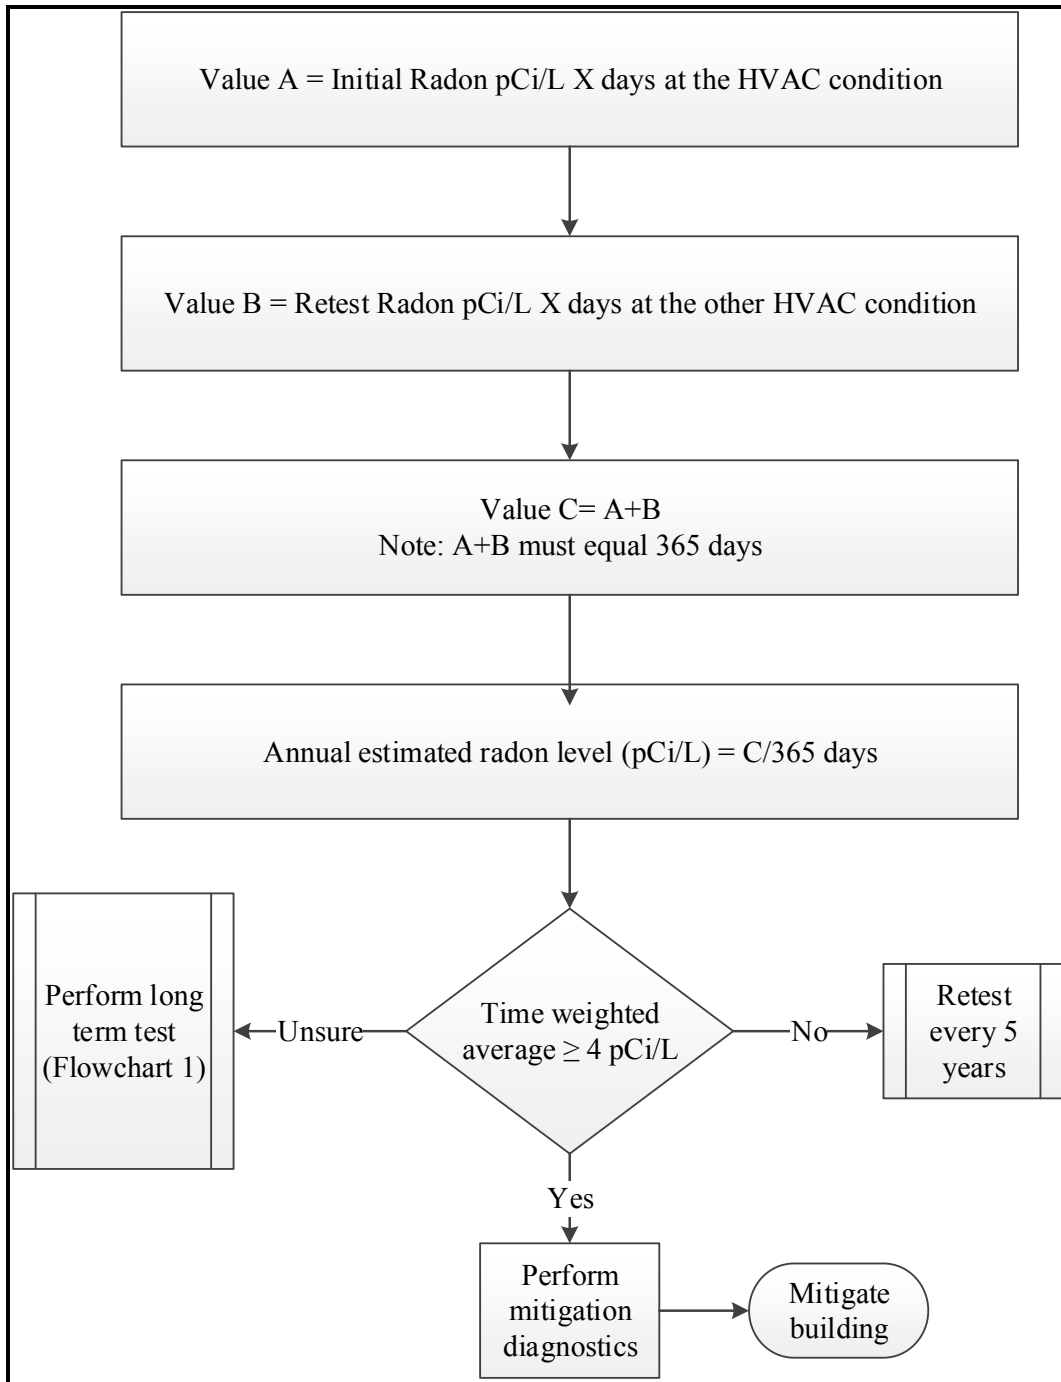 Value A = Initial Radon pCi/L X days at the HVAC condition
Value B = Retest Radon pCi/L X days at the other HVAC condition
Value C= A+B
Note: A+B must equal 365 days
Annual estimated radon level (pCi/L) = C/365 days
Time weighted
average ≥ 4 pCi/L
Unsure
Perform long
term test
(Flowchart 1)
No
Retest
every 5
years
Yes
Perform
mitigation
diagnostics
Mitigate
building